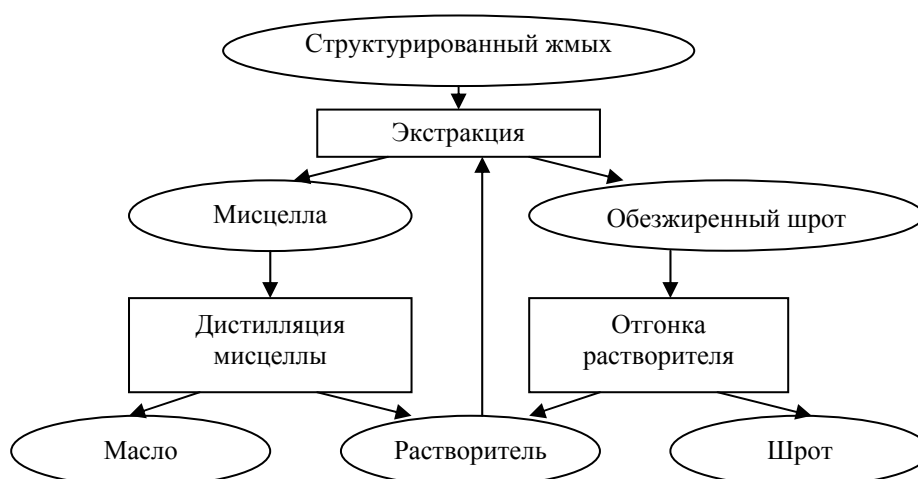 Структурированный жмых
Экстракция
Мисцелла
Обезжиренный шрот
Дистилляция
мисцеллы
Отгонка
растворителя
Масло
Растворитель
Шрот